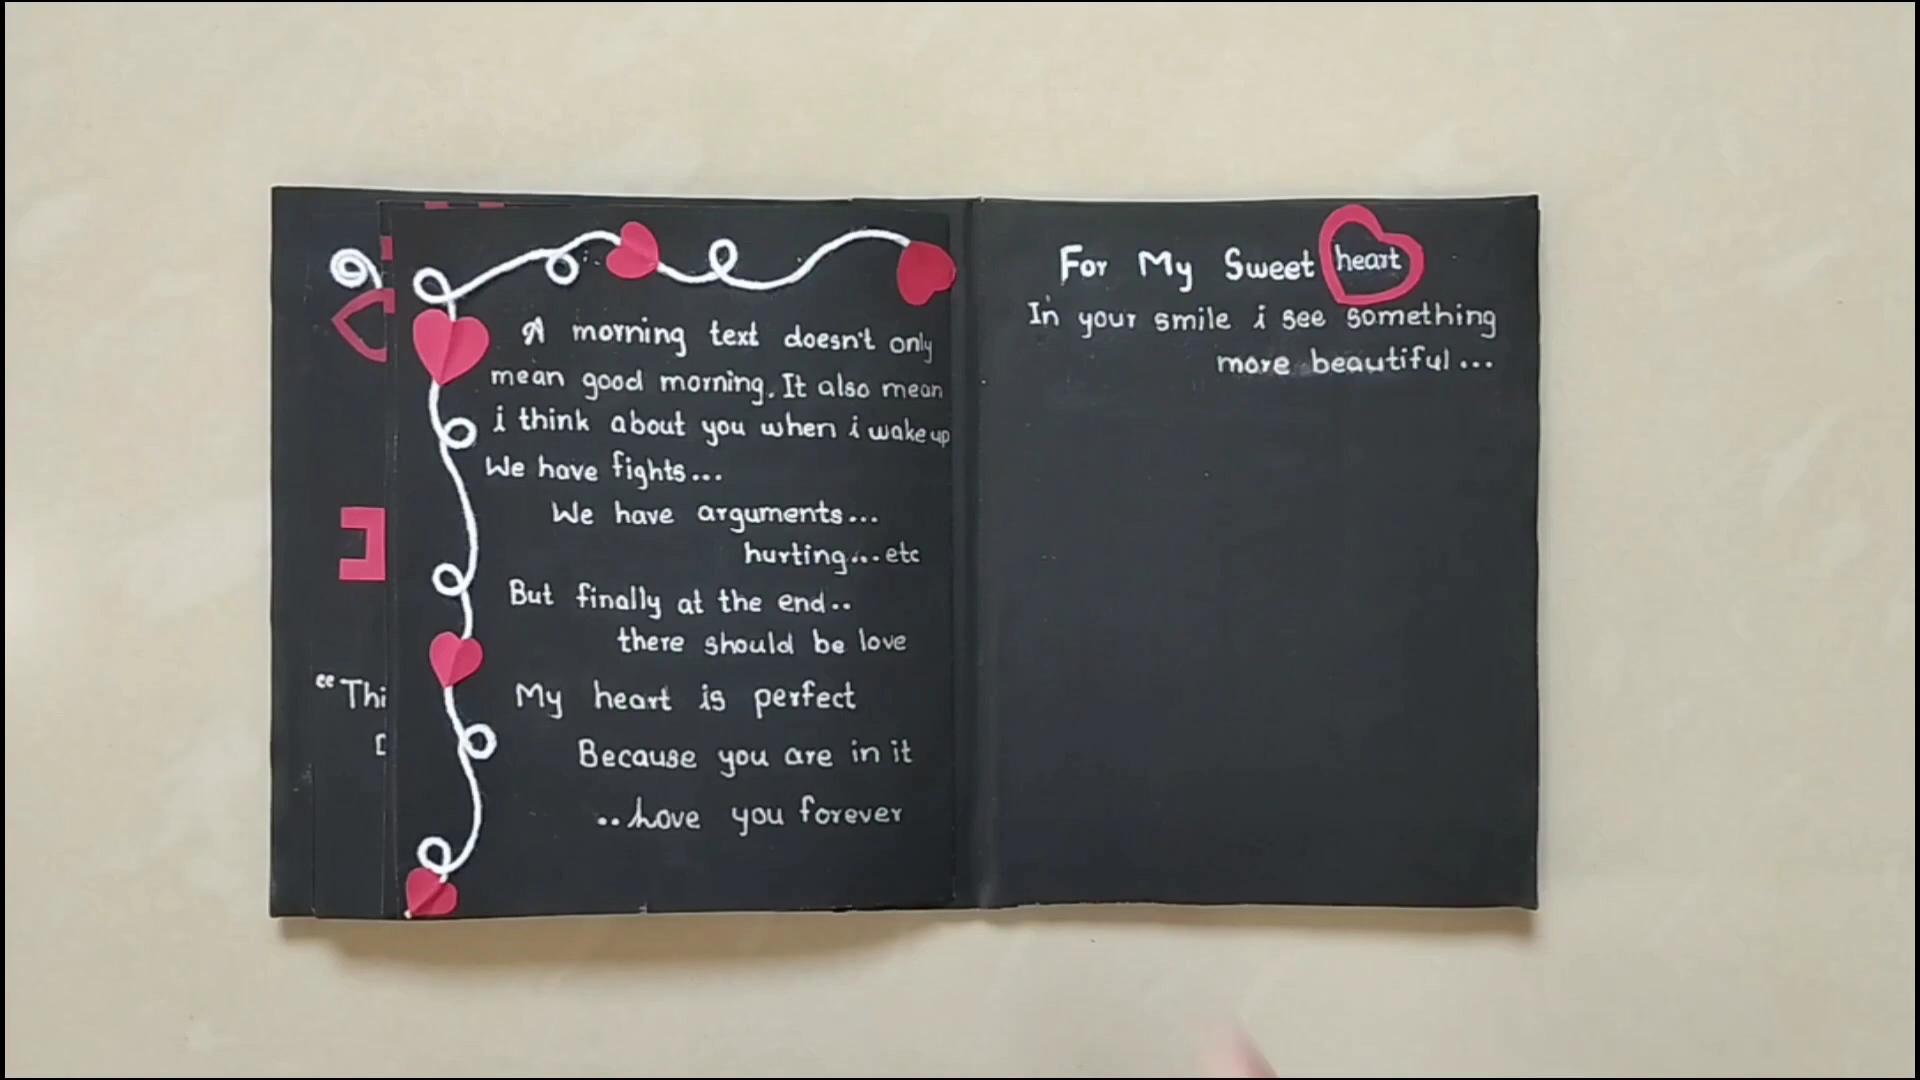 A morning text doesn't only
mean good morning. It also mean
i think about you when i wake up
We have fights...
We have arguments...
hurting...etc
But finally at the end..
there should be love
My heart is perfect
Because you are in it
..Love you forever
For My Sweet heart
In your smile i see something
more beautiful...